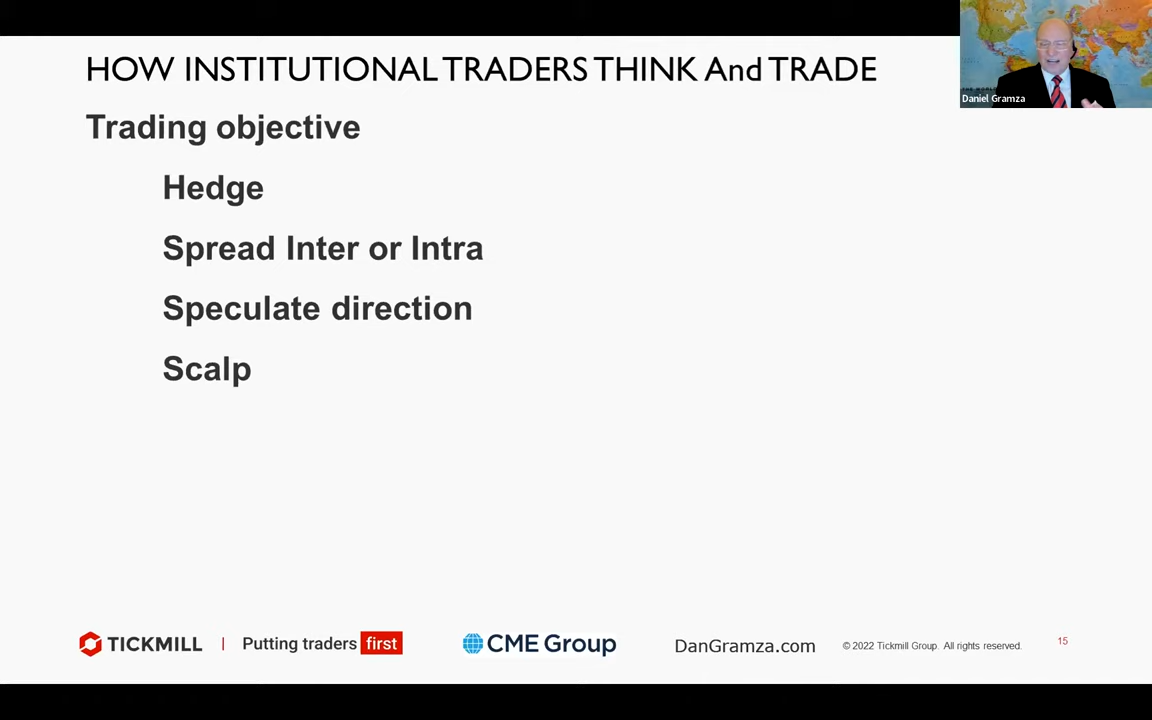 HOW INSTITUTIONAL TRADERS THINK And TRADE
Daniel Gramza
Trading objective
Hedge
Spread Inter or Intra
Speculate direction
Scalp
TICKMILL | Putting traders first
CME Group
DanGramza.com
© 2022 Tickmill Group. All rights reserved.
15